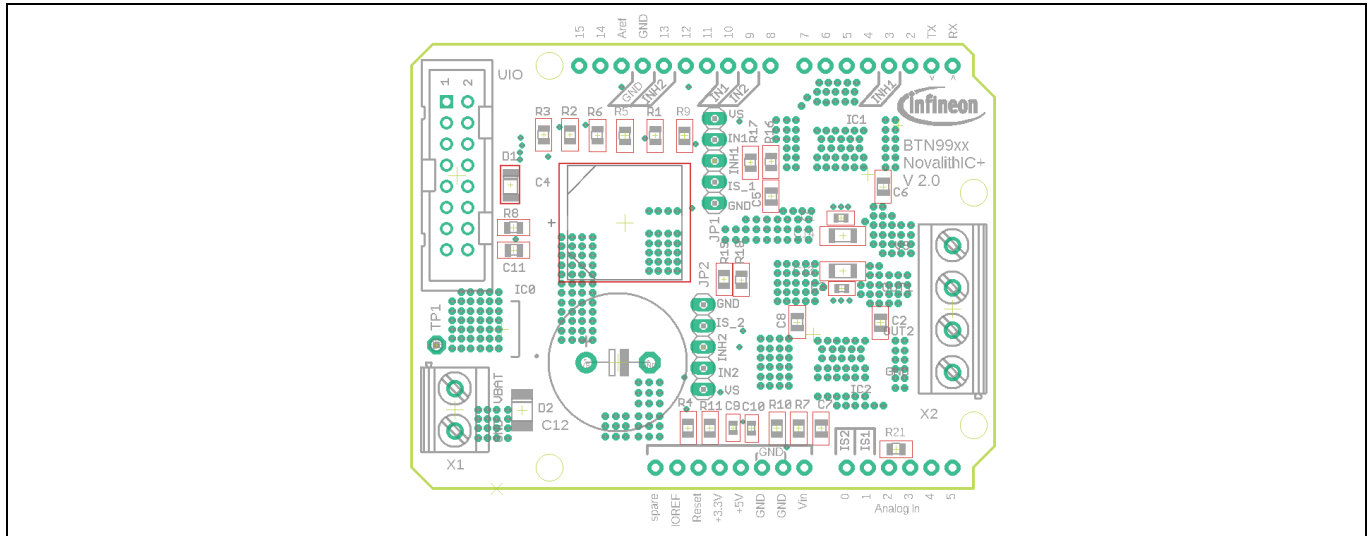 15 14 Aref GND 13 12 11 10 9 8 7 6 5 4 3 2 TX RX
< >
1 2 UIO
GND INH2 IN1 IN2 INH1
infineon
R3 R2 R6 R5 R1 R9 VS R17 R16 IC1
IN1
BTN99xx
NovalithIC+
V 2.0
INH1
D1
C4
IS_1
C5
C6
GND
R8
JP1
C11
R19 R18
JP2
IC0
GND
TP1
IS_2
C8
C2
OUT2
INH2
IN2
GND
VS
IC2
VBAT
GND
D2
C12
R4 R11 C9 C10 R10 R7 C7
X2
X1
GND
IS2 IS1
R21
spare IOREF Reset +3.3V +5V GND GND Vin
0 1 2 3 4 5
Analog In